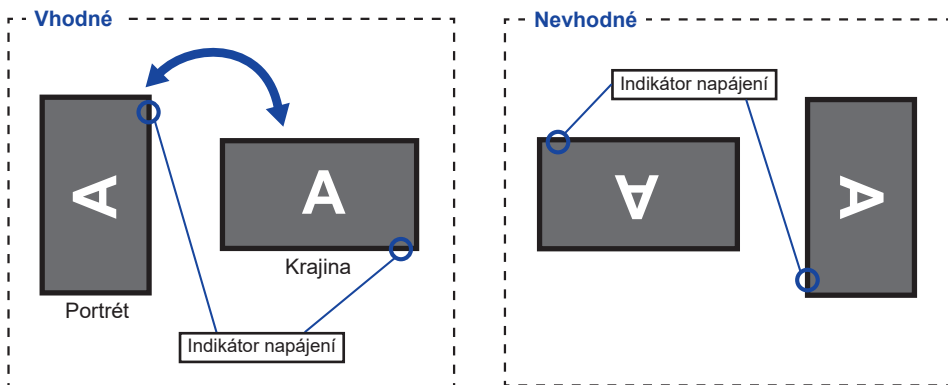 Vhodné
A
Portrét
A
Krajina
Indikátor napájení
Nevhodné
Indikátor napájení
A
A